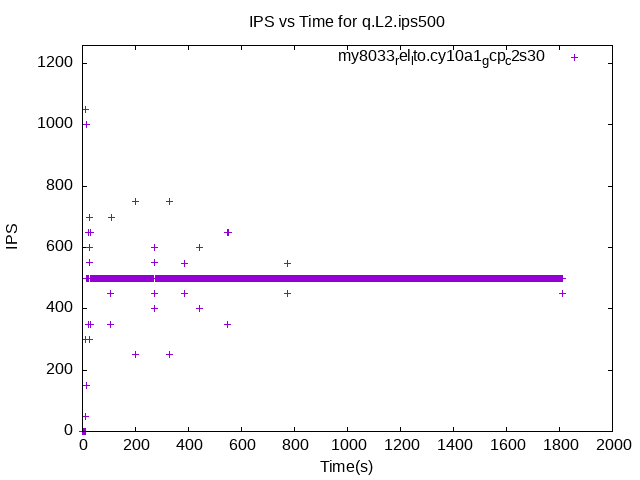 IPS vs Time for q.L2.ips500
my8033rellto.cy10a1gcpc2s30
1200
1000
800
600
400
200
0
IPS
0 200 400 600 800 1000 1200 1400 1600 1800 2000
Time(s)